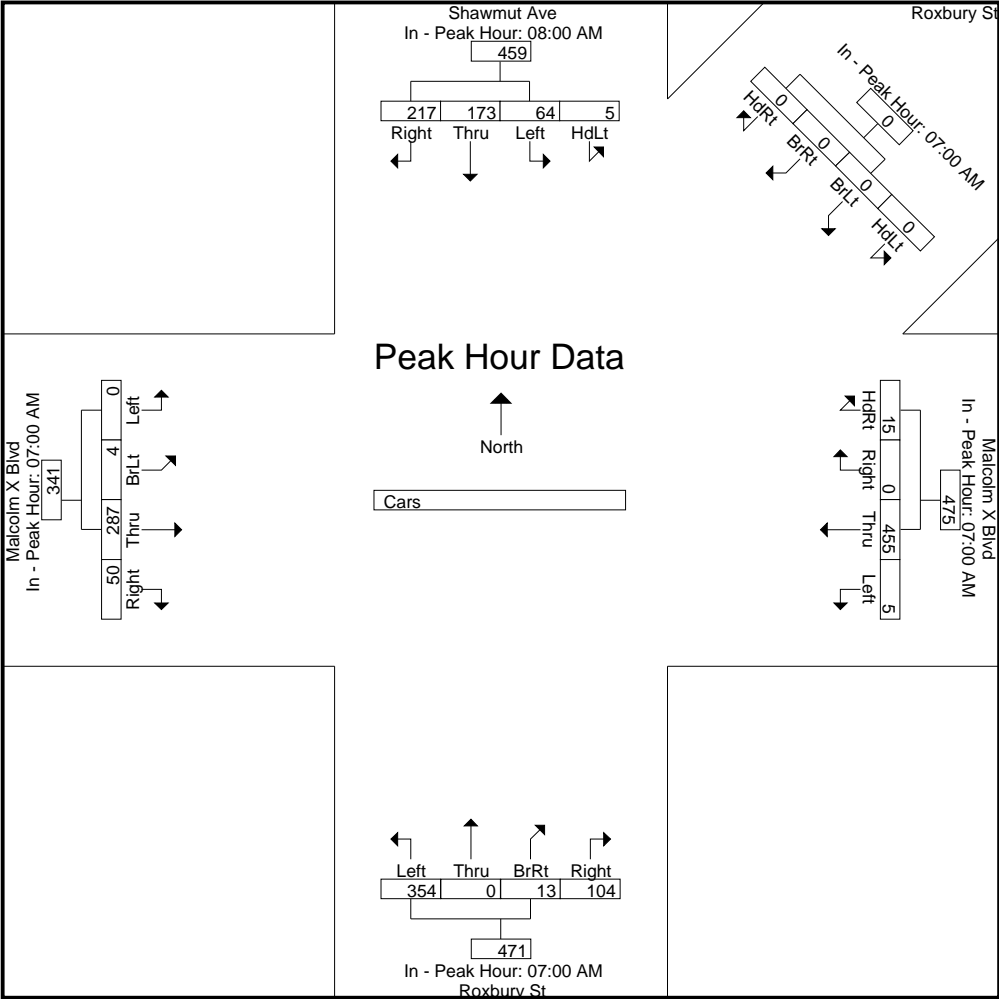 Shawmut Ave
In - Peak Hour: 08:00 AM
459
217 173 64 5
Right Thru Left HdLt
Roxbury St
In - Peak Hour: 07:00 AM
0
0 0 0 0
HdRt BrRt BrLt HdLt
Peak Hour Data
North
Cars
Malcolm X Blvd
In - Peak Hour: 07:00 AM
341
0 4 287 50
Left BrLt Thru Right
Malcolm X Blvd
In - Peak Hour: 07:00 AM
475
15 0 455 5
HdRt Right Thru Left
Left Thru BrRt Right
354 0 13 104
471
In - Peak Hour: 07:00 AM
Roxbury St